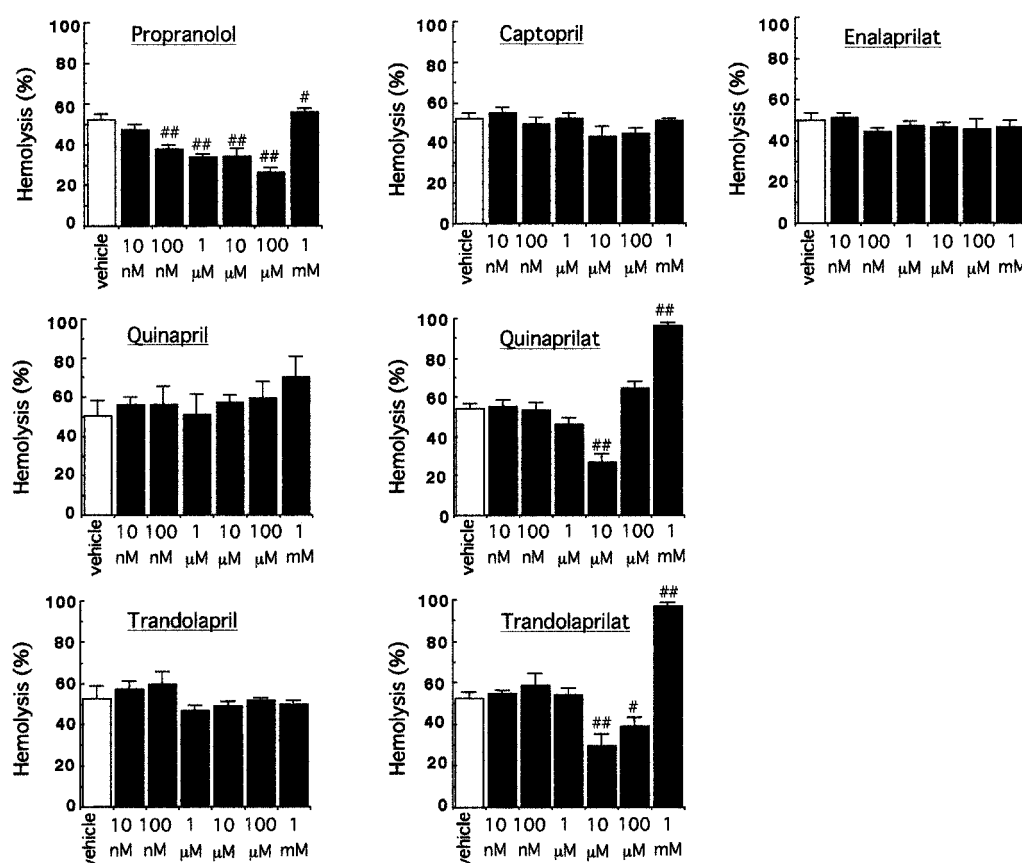 Propranolol
Hemolysis (%)
100
80
60
40
20
0
#
##
##
##
##
vehicle
10 100 1 10 100 1
nM nM µM µM µM mM
Captopril
Hemolysis (%)
100
80
60
40
20
0
vehicle
10 100 1 10 100 1
nM nM µM µM µM mM
Enalaprilat
Hemolysis (%)
100
80
60
40
20
0
vehicle
10 100 1 10 100 1
nM nM µM µM µM mM
Quinapril
Hemolysis (%)
100
80
60
40
20
0
vehicle
10 100 1 10 100 1
nM nM µM µM µM mM
Quinaprilat
Hemolysis (%)
100
80
60
40
20
0
##
##
vehicle
10 100 1 10 100 1
nM nM µM µM µM mM
Trandolapril
Hemolysis (%)
100
80
60
40
20
0
vehicle
10 100 1 10 100 1
nM nM µM µM µM mM
Trandolaprilat
Hemolysis (%)
100
80
60
40
20
0
##
#
##
vehicle
10 100 1 10 100 1
nM nM µM µM µM mM